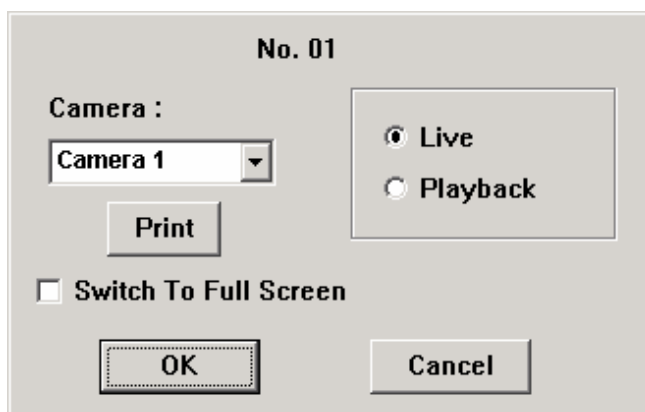 No. 01
Camera :
Camera 1
Print
Live
Playback
Switch To Full Screen
OK
Cancel